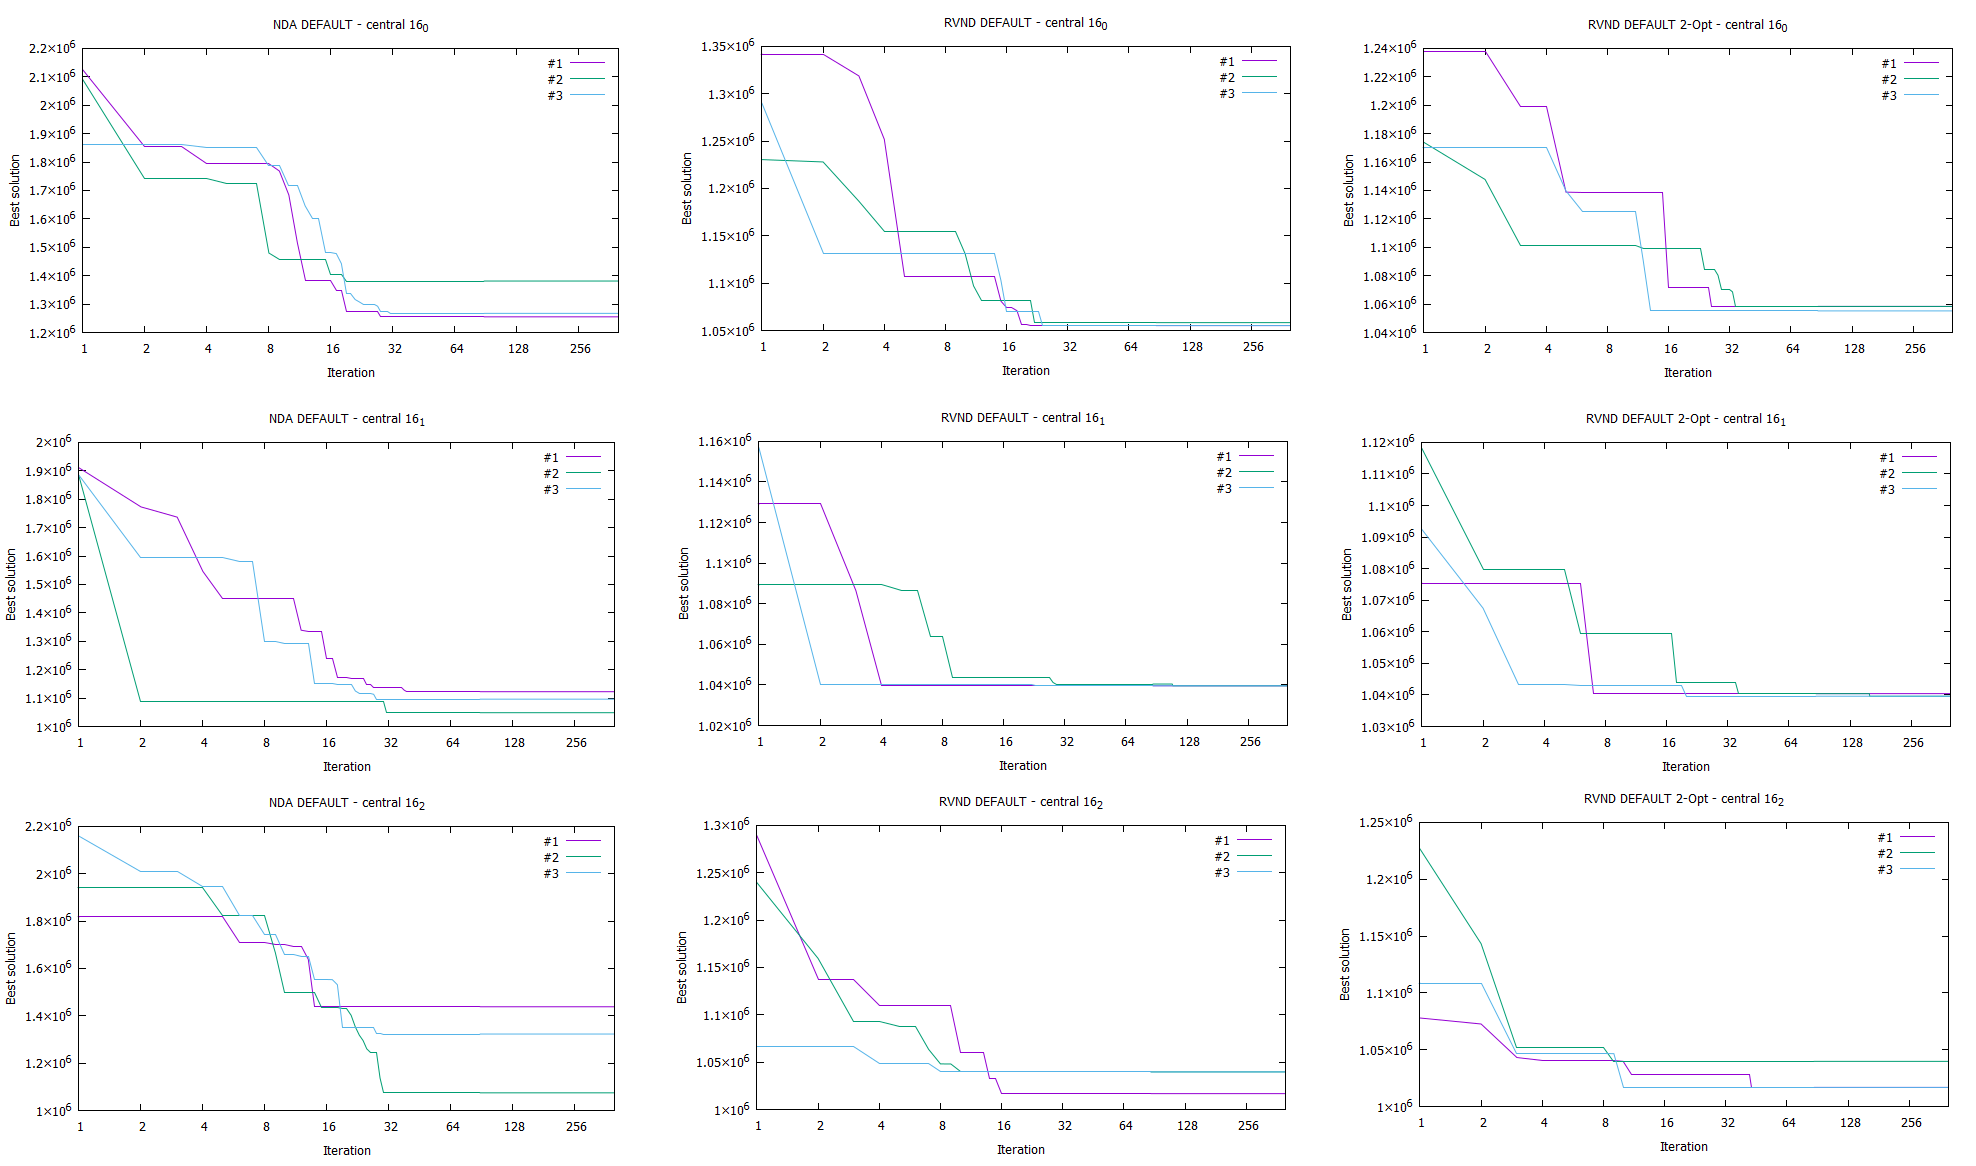 NDA DEFAULT - central 16₀
2.2×10⁶
2.1×10⁶
2×10⁶
1.9×10⁶
1.8×10⁶
1.7×10⁶
1.6×10⁶
1.5×10⁶
1.4×10⁶
1.3×10⁶
1.2×10⁶
Best solution
#1
#2
#3
1 2 4 8 16 32 64 128 256
Iteration
RVND DEFAULT - central 16₀
1.35×10⁶
1.3×10⁶
1.25×10⁶
1.2×10⁶
1.15×10⁶
1.1×10⁶
1.05×10⁶
Best solution
#1
#2
#3
1 2 4 8 16 32 64 128 256
Iteration
RVND DEFAULT 2-Opt - central 16₀
1.24×10⁶
1.22×10⁶
1.2×10⁶
1.18×10⁶
1.16×10⁶
1.14×10⁶
1.12×10⁶
1.1×10⁶
1.08×10⁶
1.06×10⁶
1.04×10⁶
Best solution
#1
#2
#3
1 2 4 8 16 32 64 128 256
Iteration
NDA DEFAULT - central 16₁
2×10⁶
1.9×10⁶
1.8×10⁶
1.7×10⁶
1.6×10⁶
1.5×10⁶
1.4×10⁶
1.3×10⁶
1.2×10⁶
1.1×10⁶
1×10⁶
Best solution
#1
#2
#3
1 2 4 8 16 32 64 128 256
Iteration
RVND DEFAULT - central 16₁
1.16×10⁶
1.14×10⁶
1.12×10⁶
1.1×10⁶
1.08×10⁶
1.06×10⁶
1.04×10⁶
1.02×10⁶
Best solution
#1
#2
#3
1 2 4 8 16 32 64 128 256
Iteration
RVND DEFAULT 2-Opt - central 16₁
1.12×10⁶
1.11×10⁶
1.1×10⁶
1.09×10⁶
1.08×10⁶
1.07×10⁶
1.06×10⁶
1.05×10⁶
1.04×10⁶
1.03×10⁶
Best solution
#1
#2
#3
1 2 4 8 16 32 64 128 256
Iteration
NDA DEFAULT - central 16₂
2.2×10⁶
2×10⁶
1.8×10⁶
1.6×10⁶
1.4×10⁶
1.2×10⁶
1×10⁶
Best solution
#1
#2
#3
1 2 4 8 16 32 64 128 256
Iteration
RVND DEFAULT - central 16₂
1.3×10⁶
1.25×10⁶
1.2×10⁶
1.15×10⁶
1.1×10⁶
1.05×10⁶
1×10⁶
Best solution
#1
#2
#3
1 2 4 8 16 32 64 128 256
Iteration
RVND DEFAULT 2-Opt - central 16₂
1.25×10⁶
1.2×10⁶
1.15×10⁶
1.1×10⁶
1.05×10⁶
1×10⁶
Best solution
#1
#2
#3
1 2 4 8 16 32 64 128 256
Iteration